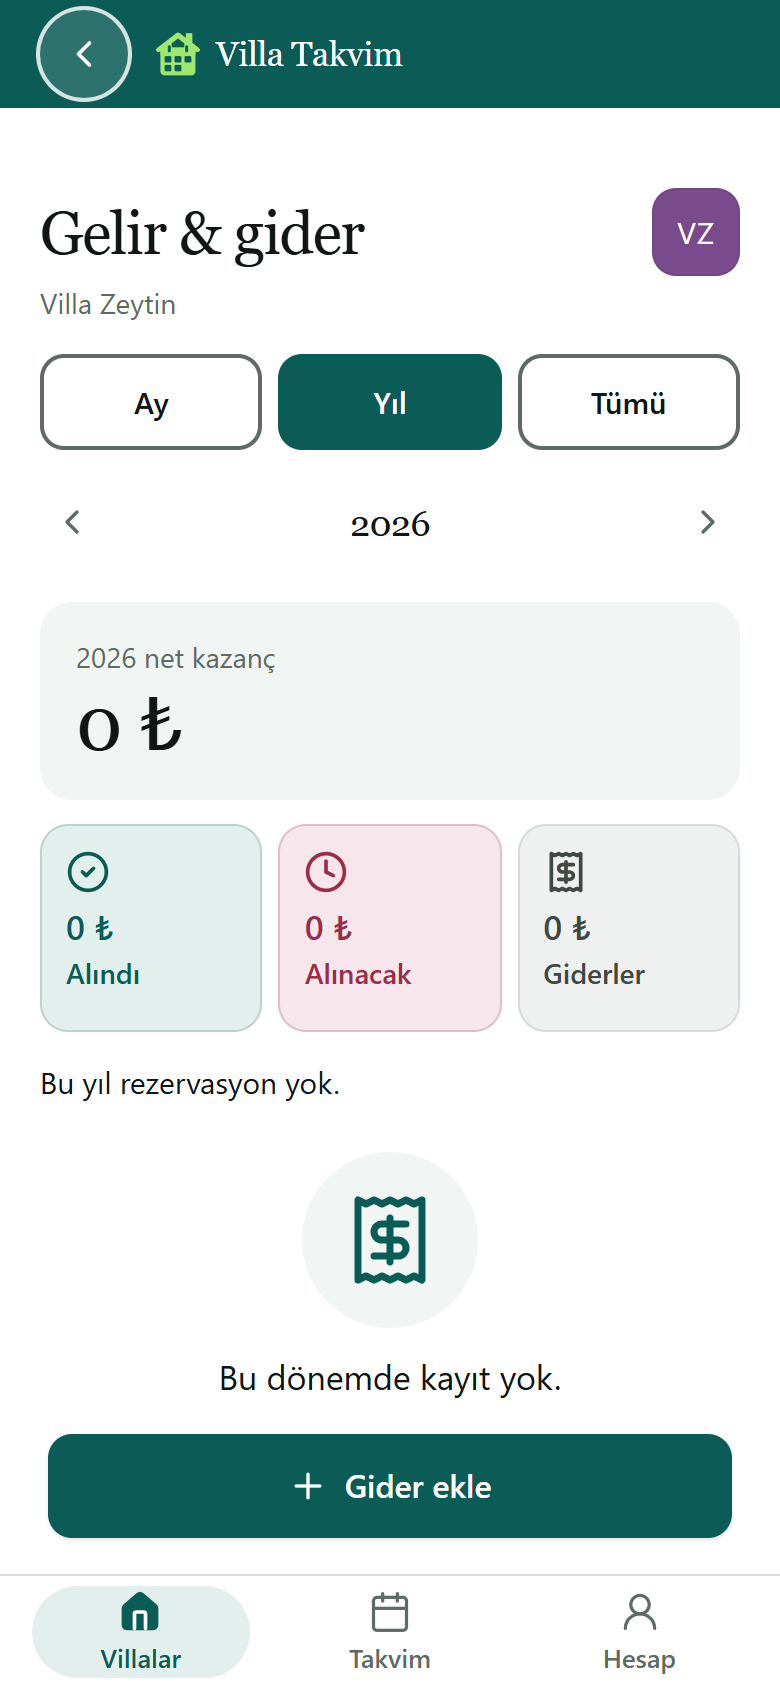 Villa Takvim
Gelir & gider
VZ
Villa Zeytin
Ay
Yıl
Tümü
2026
2026 net kazanç
0 ₺
0 ₺
Alındı
0 ₺
Alınacak
0 ₺
Giderler
Bu yıl rezervasyon yok.
Bu dönemde kayıt yok.
Gider ekle
Villalar
Takvim
Hesap